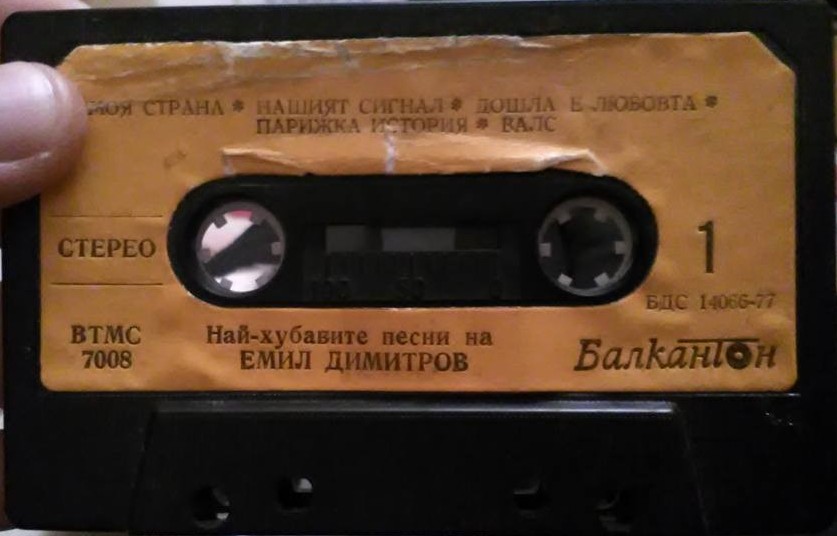 МОЯ СТРАНА * НАШИЯТ СИГНАЛ * ДОШЛА Е ЛЮБОВТА *
ПАРИЖКА ИСТОРИЯ * ВАЛС
СТЕРЕО
1
БДС 14066-77
ВТМС
7008
Най-хубавите песни на
ЕМИЛ ДИМИТРОВ
Балкантон